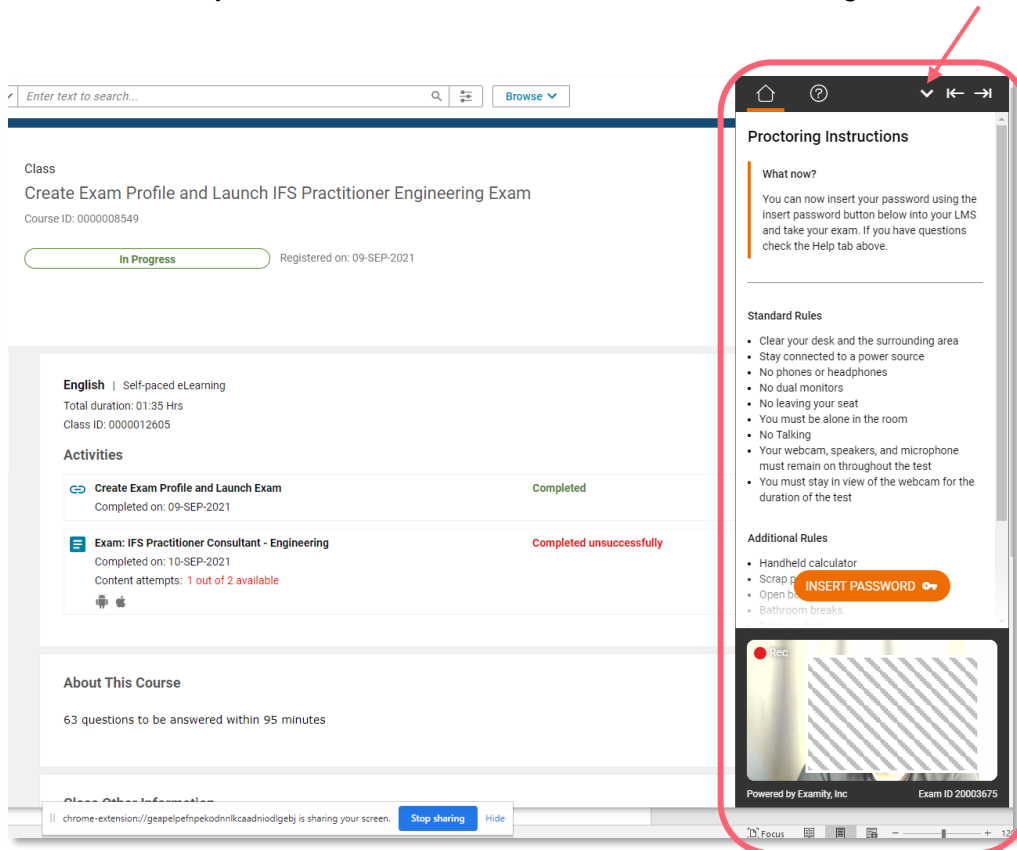 Enter text to search...
Browse
Class
Create Exam Profile and Launch IFS Practitioner Engineering Exam
Course ID: 0000008549
In Progress
Registered on: 09-SEP-2021
English | Self-paced eLearning
Total duration: 01:35 Hrs
Class ID: 0000012605
Activities
Create Exam Profile and Launch Exam
Completed
Completed on: 09-SEP-2021
Exam: IFS Practitioner Consultant - Engineering
Completed unsuccessfully
Completed on: 10-SEP-2021
Content attempts: 1 out of 2 available
About This Course
63 questions to be answered within 95 minutes
chrome-extension://geapelpefnpekodnnlkcaadniodlgebj is sharing your screen.
Stop sharing
Hide
Proctoring Instructions
What now?
You can now insert your password using the
insert password button below into your LMS
and take your exam. If you have questions
check the Help tab above.
Standard Rules
• Clear your desk and the surrounding area
• Stay connected to a power source
• No phones or headphones
• No dual monitors
• No leaving your seat
• You must be alone in the room
• No Talking
• Your webcam, speakers, and microphone
must remain on throughout the test
• You must stay in view of the webcam for the
duration of the test
Additional Rules
• Handheld calculator
• Scrap
• Open
INSERT PASSWORD
• Bathroom breaks
Rec
Powered by Examity, Inc
Exam ID 20003675
Focus